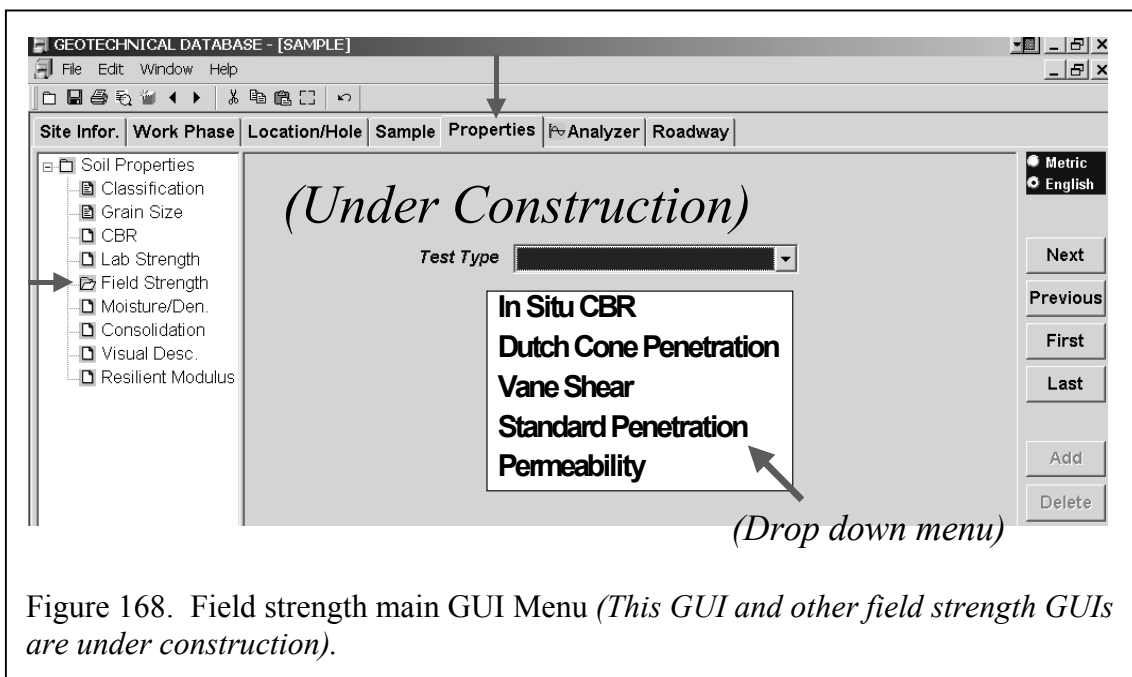 GEOTECHNICAL DATABASE - [SAMPLE]
File Edit Window Help
Site Infor. Work Phase Location/Hole Sample Properties Analyzer Roadway
Soil Properties
Classification
Grain Size
CBR
Lab Strength
Field Strength
Moisture/Den.
Consolidation
Visual Desc.
Resilient Modulus
(Under Construction)
Test Type
In Situ CBR
Dutch Cone Penetration
Vane Shear
Standard Penetration
Permeability
(Drop down menu)
Metric
English
Next
Previous
First
Last
Add
Delete
Figure 168. Field strength main GUI Menu (This GUI and other field strength GUIs
are under construction).